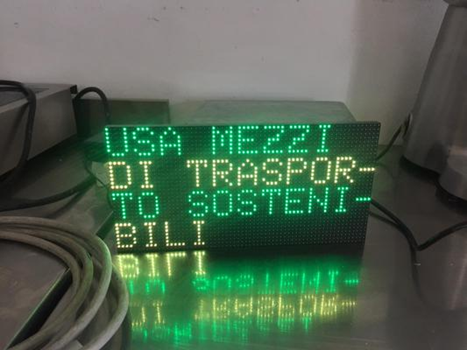 USA MEZZI
DI TRASPOR-
TO SOSTENI-
BILI